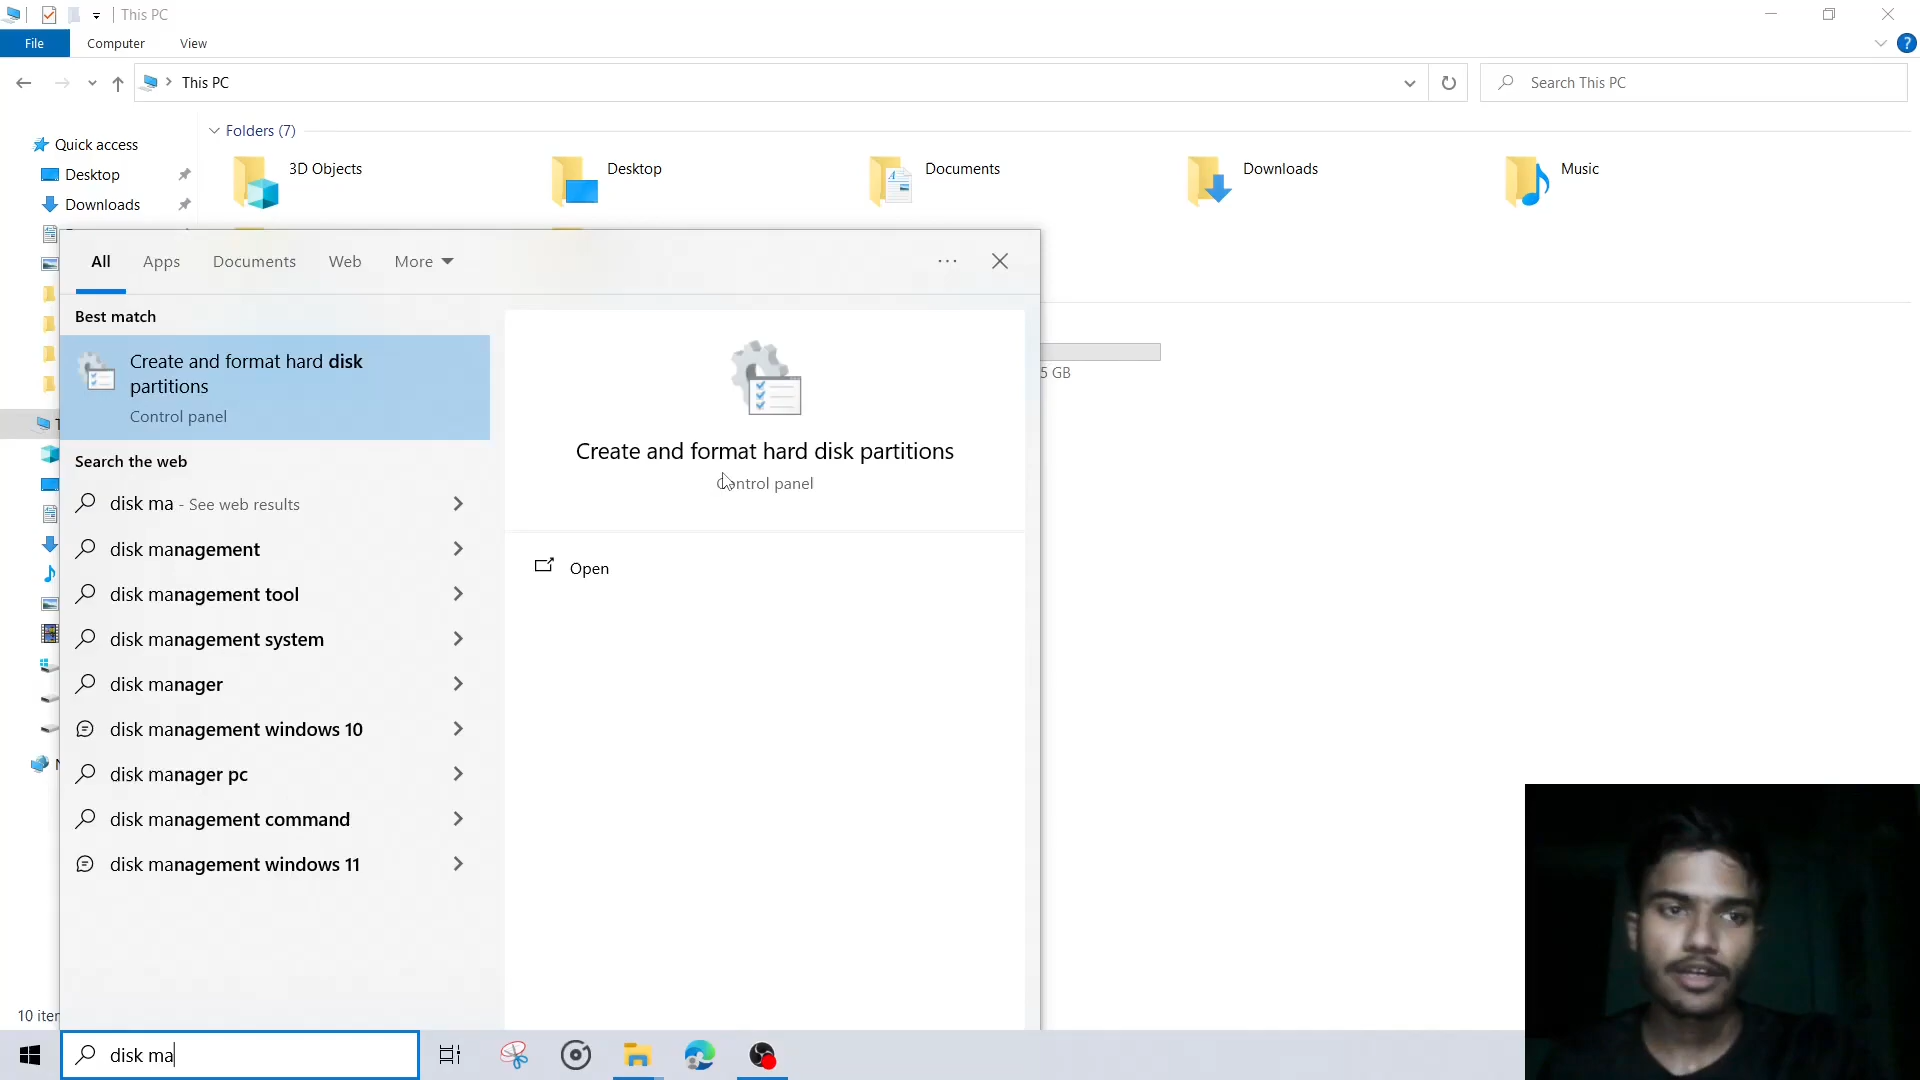 This PC
File
Computer
View
This PC
Search This PC
Quick access
Desktop
Downloads
Folders (7)
3D Objects
Desktop
Documents
Downloads
Music
All
Apps
Documents
Web
More
Best match
Create and format hard disk
partitions
Control panel
Search the web
disk ma - See web results
disk management
disk management tool
disk management system
disk manager
disk management windows 10
disk manager pc
disk management command
disk management windows 11
Create and format hard disk partitions
Control panel
Open
5 GB
10 iter
disk ma